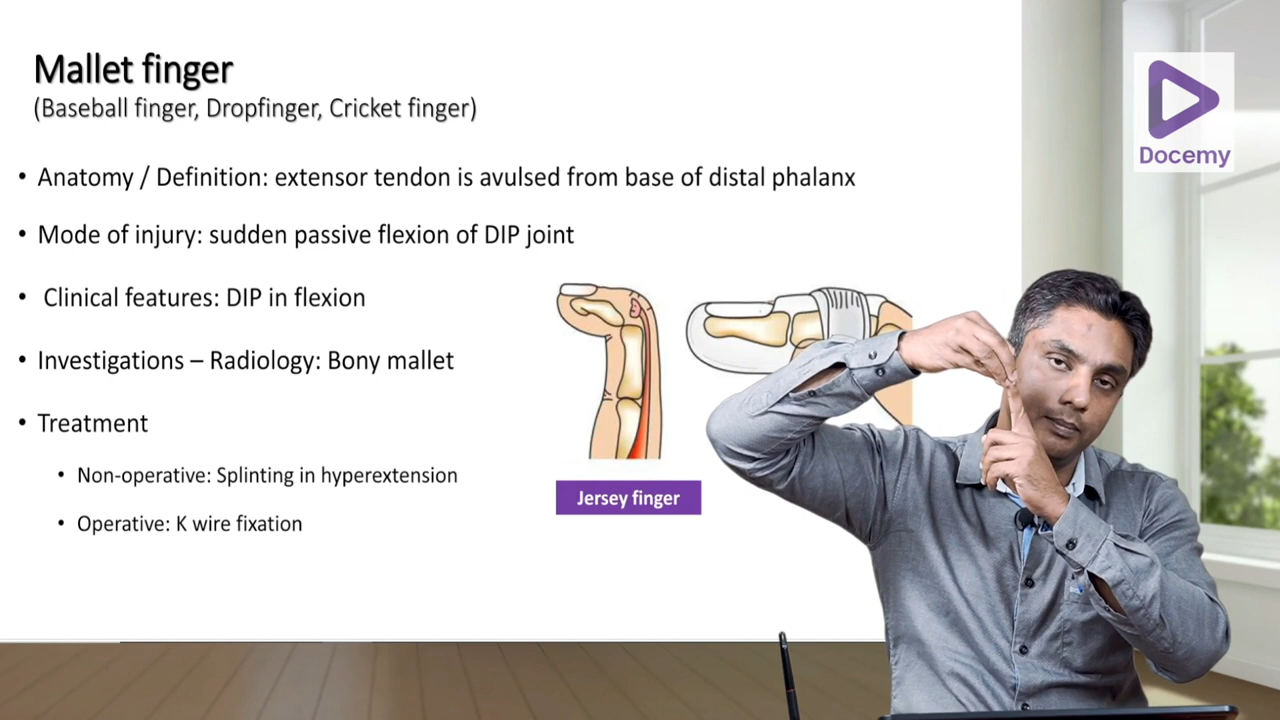 Mallet finger
(Baseball finger, Dropfinger, Cricket finger)
• Anatomy / Definition: extensor tendon is avulsed from base of distal phalanx
• Mode of injury: sudden passive flexion of DIP joint
• Clinical features: DIP in flexion
• Investigations – Radiology: Bony mallet
• Treatment
• Non-operative: Splinting in hyperextension
• Operative: K wire fixation
Jersey finger
Docemy